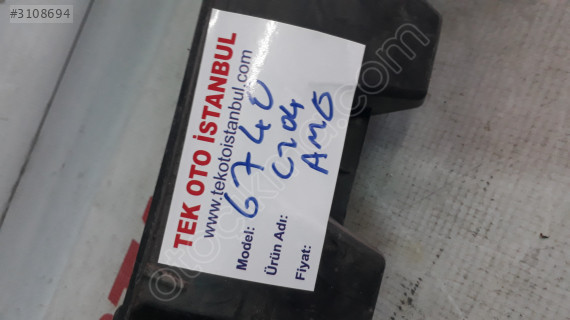 #3108694
TEK OTO İSTANBUL
www.tekotoistanbul.com
Model: 6740
Ürün Adı: C204
Fiyat: AMG